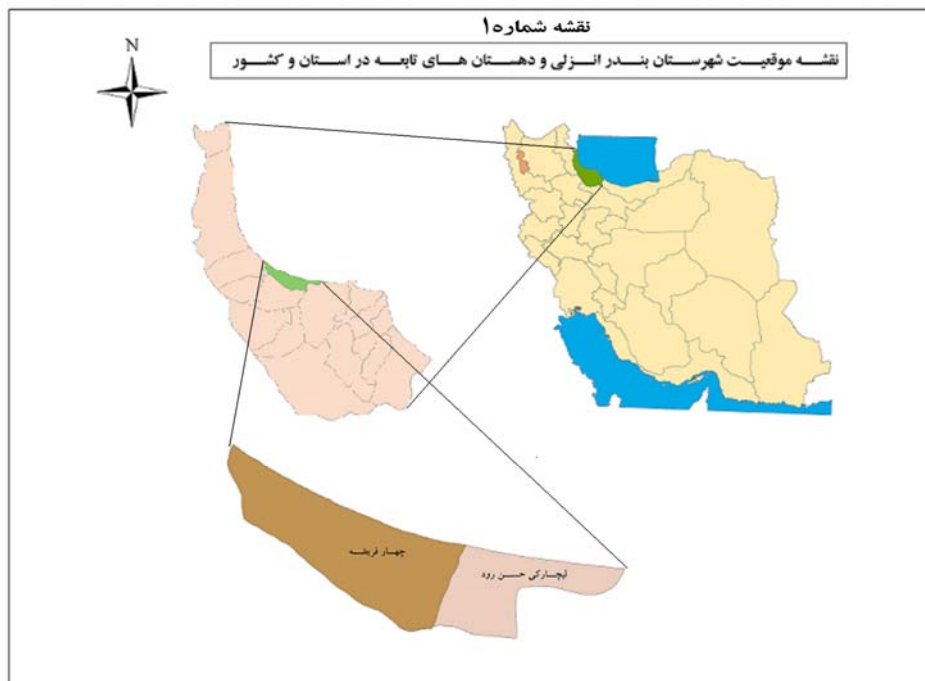 نقشه شماره۱
نقشه موقعیت شهرستان بندر انزلی و دهستان های تابعه در استان و کشور
N
چهار فریضه
لیچارکی حسن رود